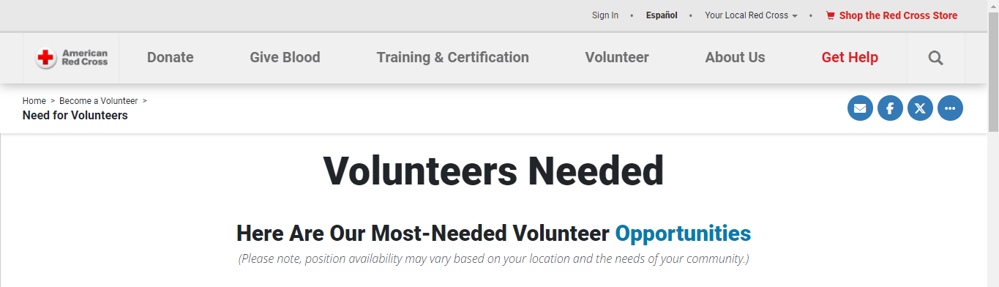 Sign In • Español • Your Local Red Cross • Shop the Red Cross Store
American Red Cross
Donate Give Blood Training & Certification Volunteer About Us Get Help
Home > Become a Volunteer >
Need for Volunteers
Volunteers Needed
Here Are Our Most-Needed Volunteer Opportunities
(Please note, position availability may vary based on your location and the needs of your community.)